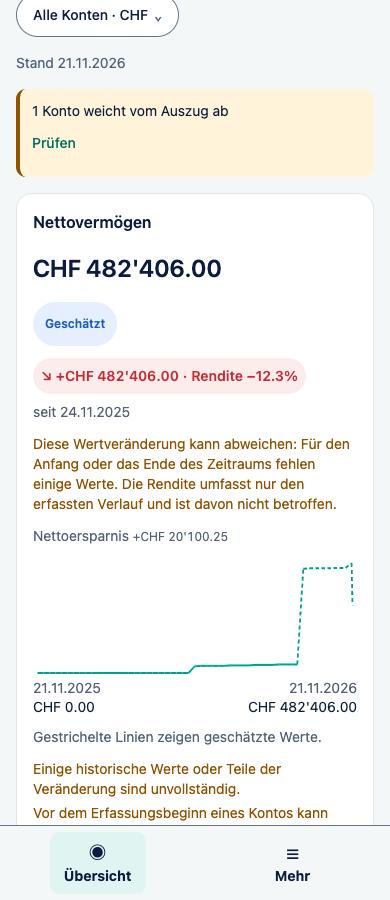 Alle Konten · CHF
Stand 21.11.2026
1 Konto weicht vom Auszug ab
Prüfen
Nettovermögen
CHF 482'406.00
Geschätzt
↘ +CHF 482'406.00 · Rendite −12.3%
seit 24.11.2025
Diese Wertveränderung kann abweichen: Für den
Anfang oder das Ende des Zeitraums fehlen
einige Werte. Die Rendite umfasst nur den
erfassten Verlauf und ist davon nicht betroffen.
Nettoersparnis +CHF 20'100.25
21.11.2025 21.11.2026
CHF 0.00 CHF 482'406.00
Gestrichelte Linien zeigen geschätzte Werte.
Einige historische Werte oder Teile der
Veränderung sind unvollständig.
Vor dem Erfassungsbeginn eines Kontos kann
Übersicht Mehr